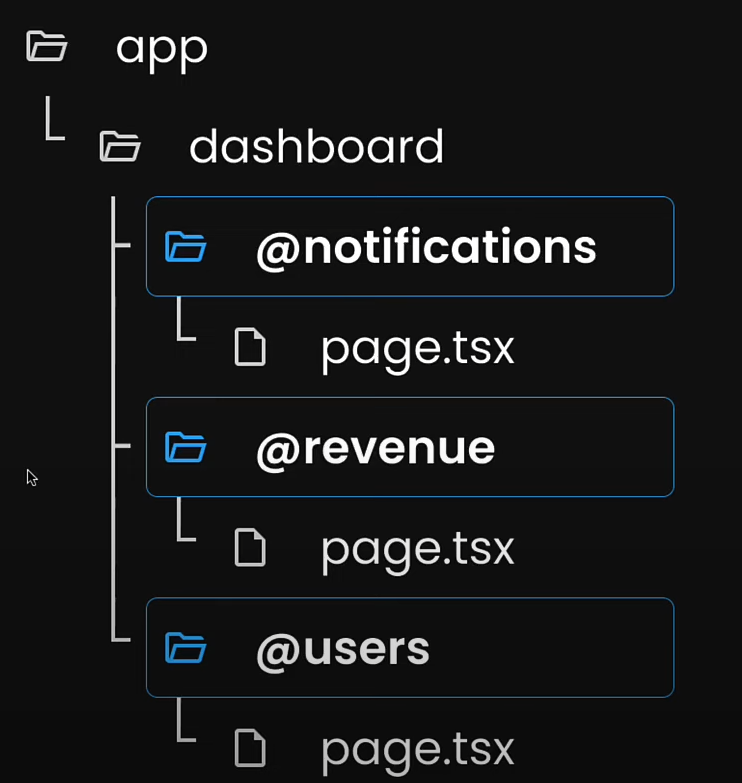 app
dashboard
@notifications
page.tsx
@revenue
page.tsx
@users
page.tsx